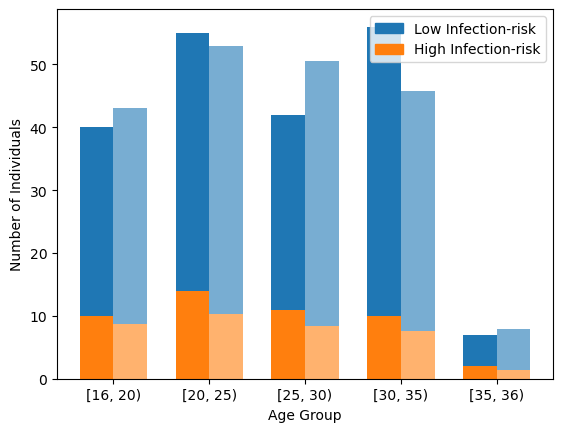 Low Infection-risk
High Infection-risk
Number of Individuals
50
40
30
20
10
0
[16, 20)
[20, 25)
[25, 30)
[30, 35)
[35, 36)
Age Group